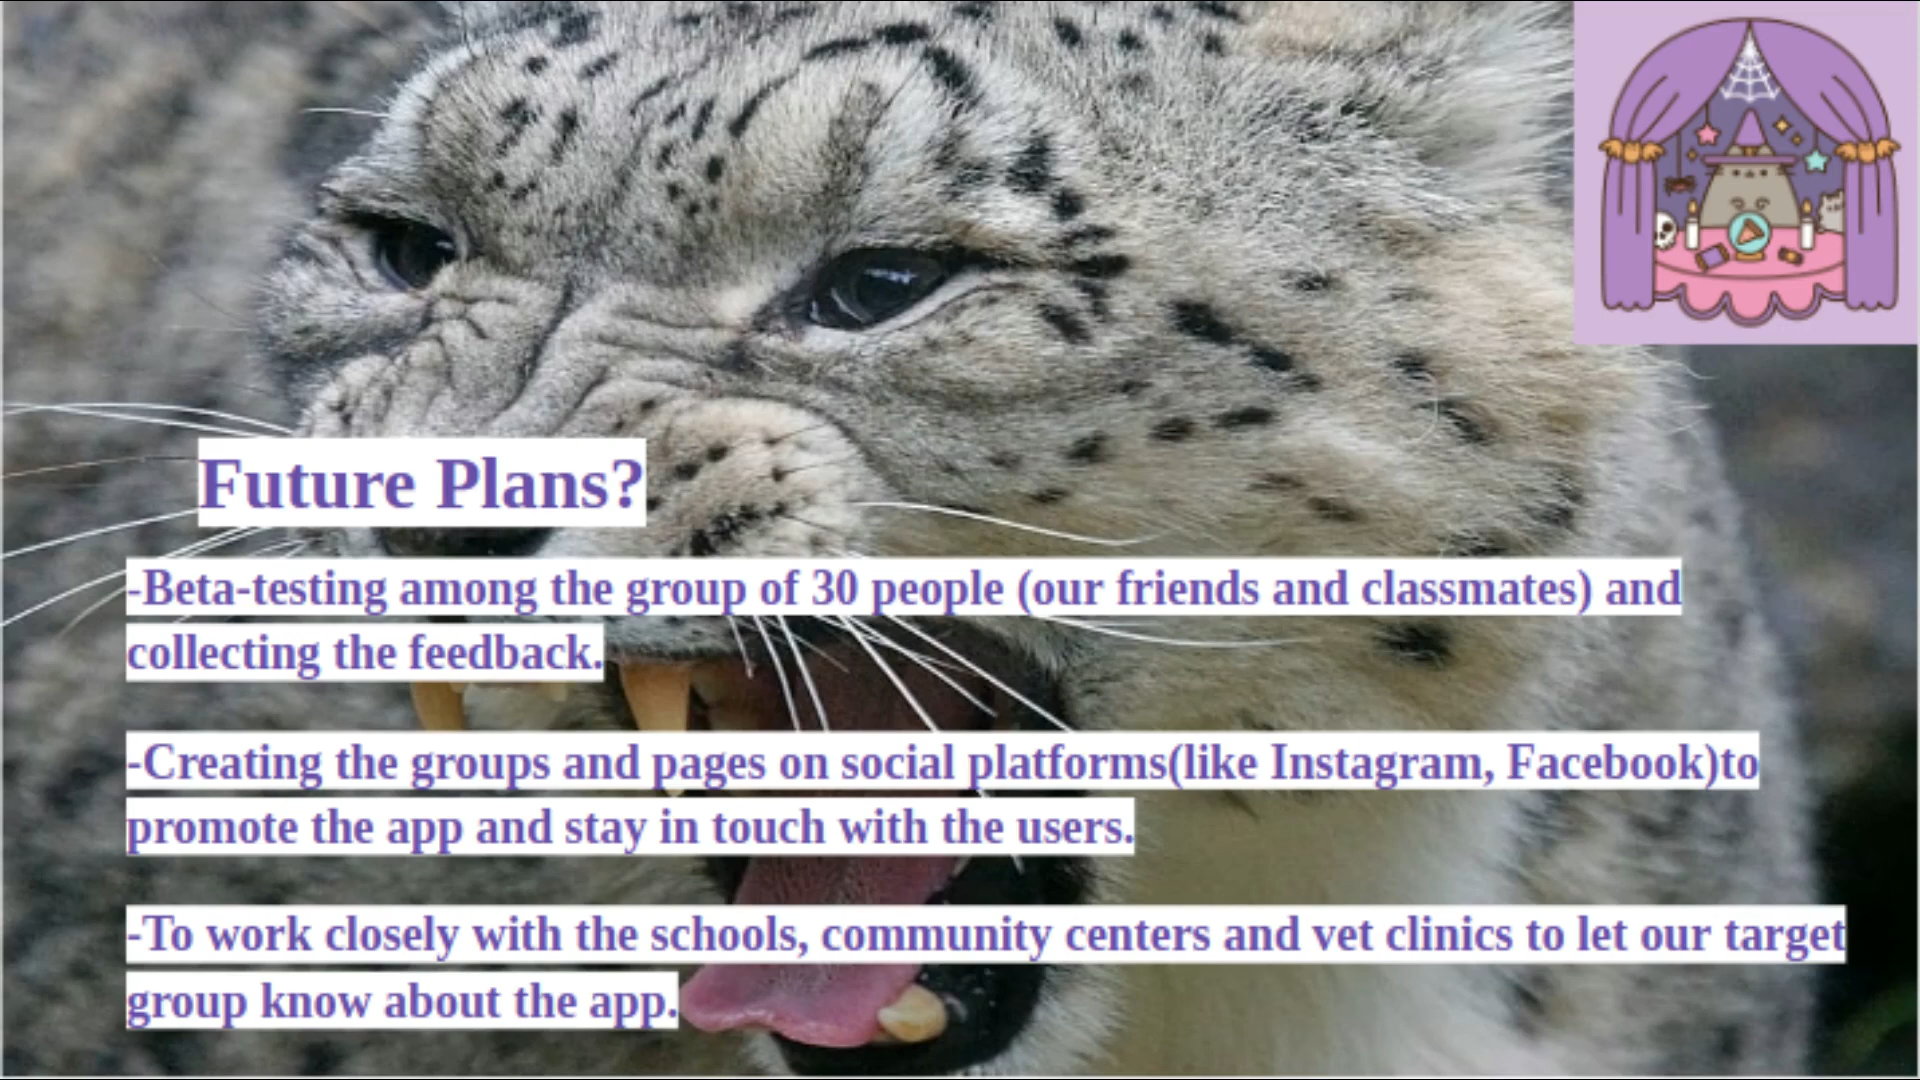 Future Plans?
-Beta-testing among the group of 30 people (our friends and classmates) and
collecting the feedback.
-Creating the groups and pages on social platforms(like Instagram, Facebook)to
promote the app and stay in touch with the users.
-To work closely with the schools, community centers and vet clinics to let our target
group know about the app.